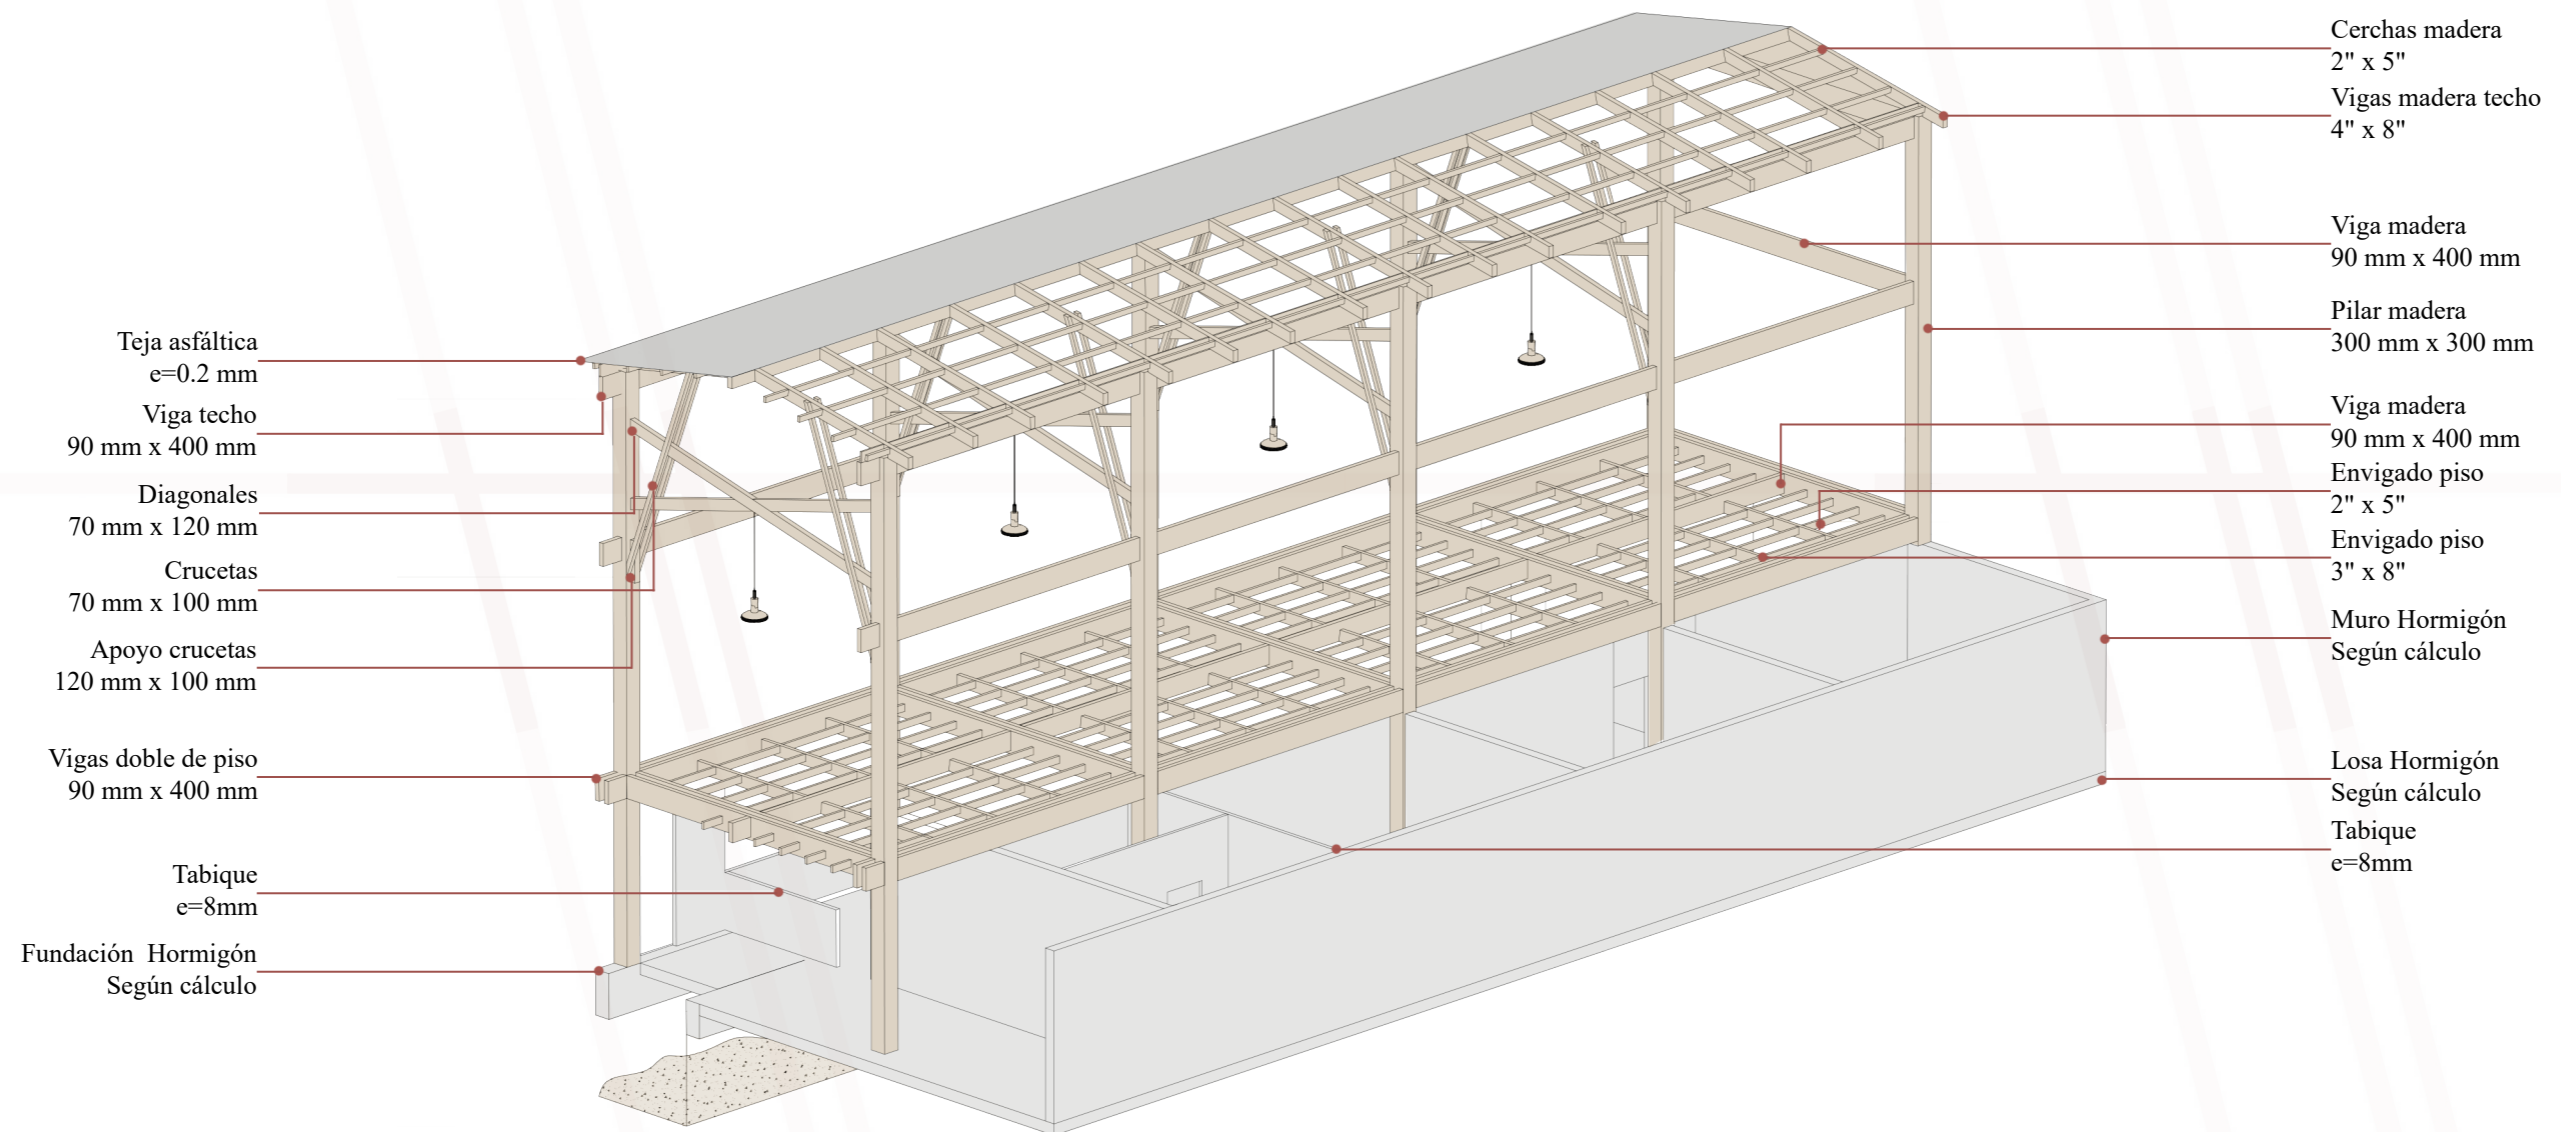 Teja asfáltica
e=0.2 mm
Viga techo
90 mm x 400 mm
Diagonales
70 mm x 120 mm
Crucetas
70 mm x 100 mm
Apoyo crucetas
120 mm x 100 mm
Vigas doble de piso
90 mm x 400 mm
Tabique
e=8mm
Fundación Hormigón
Según cálculo
Cerchas madera
2" x 5"
Vigas madera techo
4" x 8"
Viga madera
90 mm x 400 mm
Pilar madera
300 mm x 300 mm
Viga madera
90 mm x 400 mm
Envigado piso
2" x 5"
Envigado piso
3" x 8"
Muro Hormigón
Según cálculo
Losa Hormigón
Según cálculo
Tabique
e=8mm